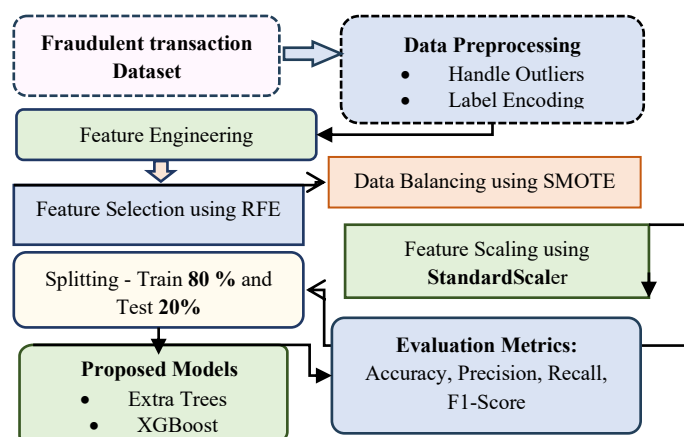 Fraudulent transaction
Dataset
Data Preprocessing
• Handle Outliers
• Label Encoding
Feature Engineering
Data Balancing using SMOTE
Feature Selection using RFE
Feature Scaling using
StandardScaler
Splitting - Train 80 % and
Test 20%
Proposed Models
• Extra Trees
• XGBoost
Evaluation Metrics:
Accuracy, Precision, Recall,
F1-Score